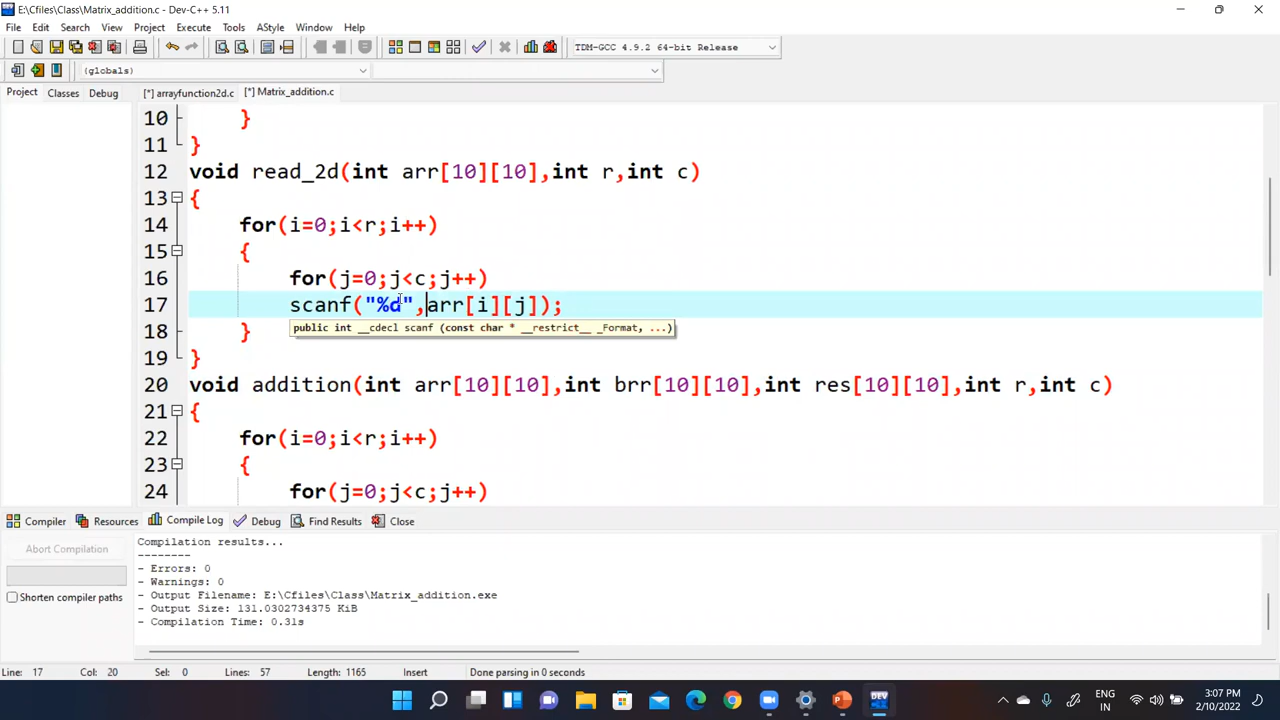 E:\Cfiles\Class\Matrix_addition.c - Dev-C++ 5.11
File Edit Search View Project Execute Tools AStyle Window Help
TDM-GCC 4.9.2 64-bit Release
(globals)
Project Classes Debug [*] arrayfunction2d.c [*] Matrix_addition.c
10 }
11 }
12 void read_2d(int arr[10][10],int r,int c)
13 {
14 for(i=0;i<r;i++)
15 {
16 for(j=0;j<c;j++)
17 scanf("%d",arr[i][j]);
public int __cdecl scanf (const char * __restrict__ _Format, ...)
18 }
19 }
20 void addition(int arr[10][10],int brr[10][10],int res[10][10],int r,int c)
21 {
22 for(i=0;i<r;i++)
23 {
24 for(j=0;j<c;j++)
Compiler Resources Compile Log Debug Find Results Close
Abort Compilation
Shorten compiler paths
Compilation results...
--------
- Errors: 0
- Warnings: 0
- Output Filename: E:\Cfiles\Class\Matrix_addition.exe
- Output Size: 131.0302734375 KiB
- Compilation Time: 0.31s
Line: 17 Col: 20 Sel: 0 Lines: 57 Length: 1165 Insert Done parsing in 0 seconds
DEV
ENG
IN
3:07 PM
2/10/2022